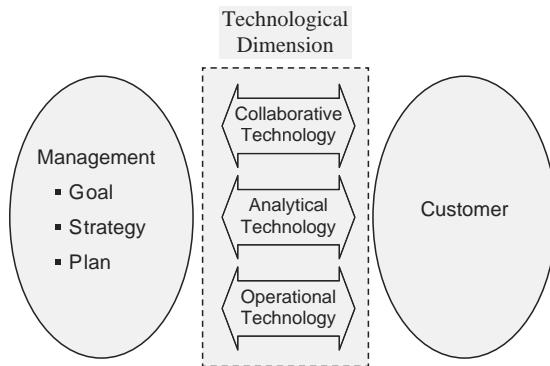 Technological
Dimension
Collaborative
Technology
Management
▪ Goal
▪ Strategy
▪ Plan
Analytical
Technology
Customer
Operational
Technology